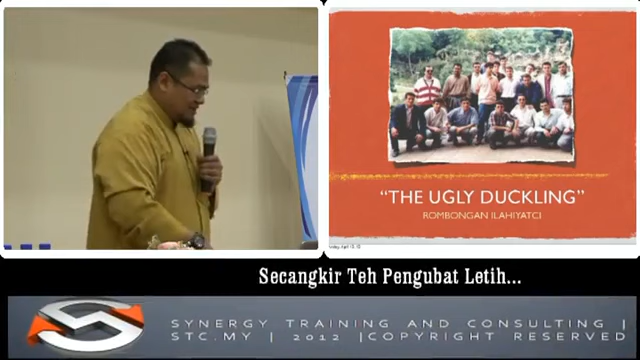 "THE UGLY DUCKLING"
ROMBONGAN ILAHIYATCI
Secangkir Teh Pengubat Letih...
SYNERGY TRAINING AND CONSULTING |
STC.MY | 2012 |COPYRIGHT RESERVED